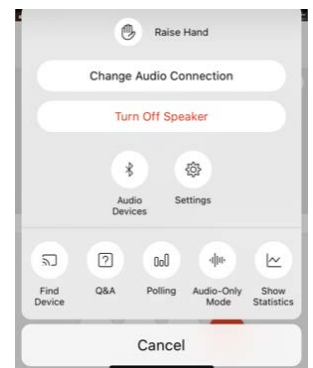 Raise Hand
Change Audio Connection
Turn Off Speaker
Audio
Devices
Settings
Find
Device
Q&A
Polling
Audio-Only
Mode
Show
Statistics
Cancel